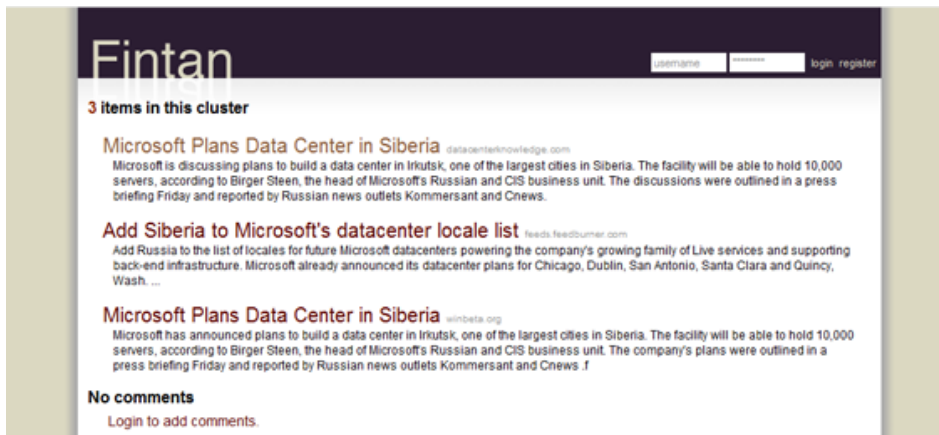 Fintan
username ******** login register
3 items in this cluster
Microsoft Plans Data Center in Siberia datacenterknowledge.com
Microsoft is discussing plans to build a data center in Irkutsk, one of the largest cities in Siberia. The facility will be able to hold 10,000
servers, according to Birger Steen, the head of Microsoft's Russian and CIS business unit. The discussions were outlined in a press
briefing Friday and reported by Russian news outlets Kommersant and Cnews.
Add Siberia to Microsoft's datacenter locale list feeds.feedburner.com
Add Russia to the list of locales for future Microsoft datacenters powering the company's growing family of Live services and supporting
back-end infrastructure. Microsoft already announced its datacenter plans for Chicago, Dublin, San Antonio, Santa Clara and Quincy,
Wash. ...
Microsoft Plans Data Center in Siberia winbeta.org
Microsoft has announced plans to build a data center in Irkutsk, one of the largest cities in Siberia. The facility will be able to hold 10,000
servers, according to Birger Steen, the head of Microsoft's Russian and CIS business unit. The company's plans were outlined in a
press briefing Friday and reported by Russian news outlets Kommersant and Cnews .f
No comments
Login to add comments.